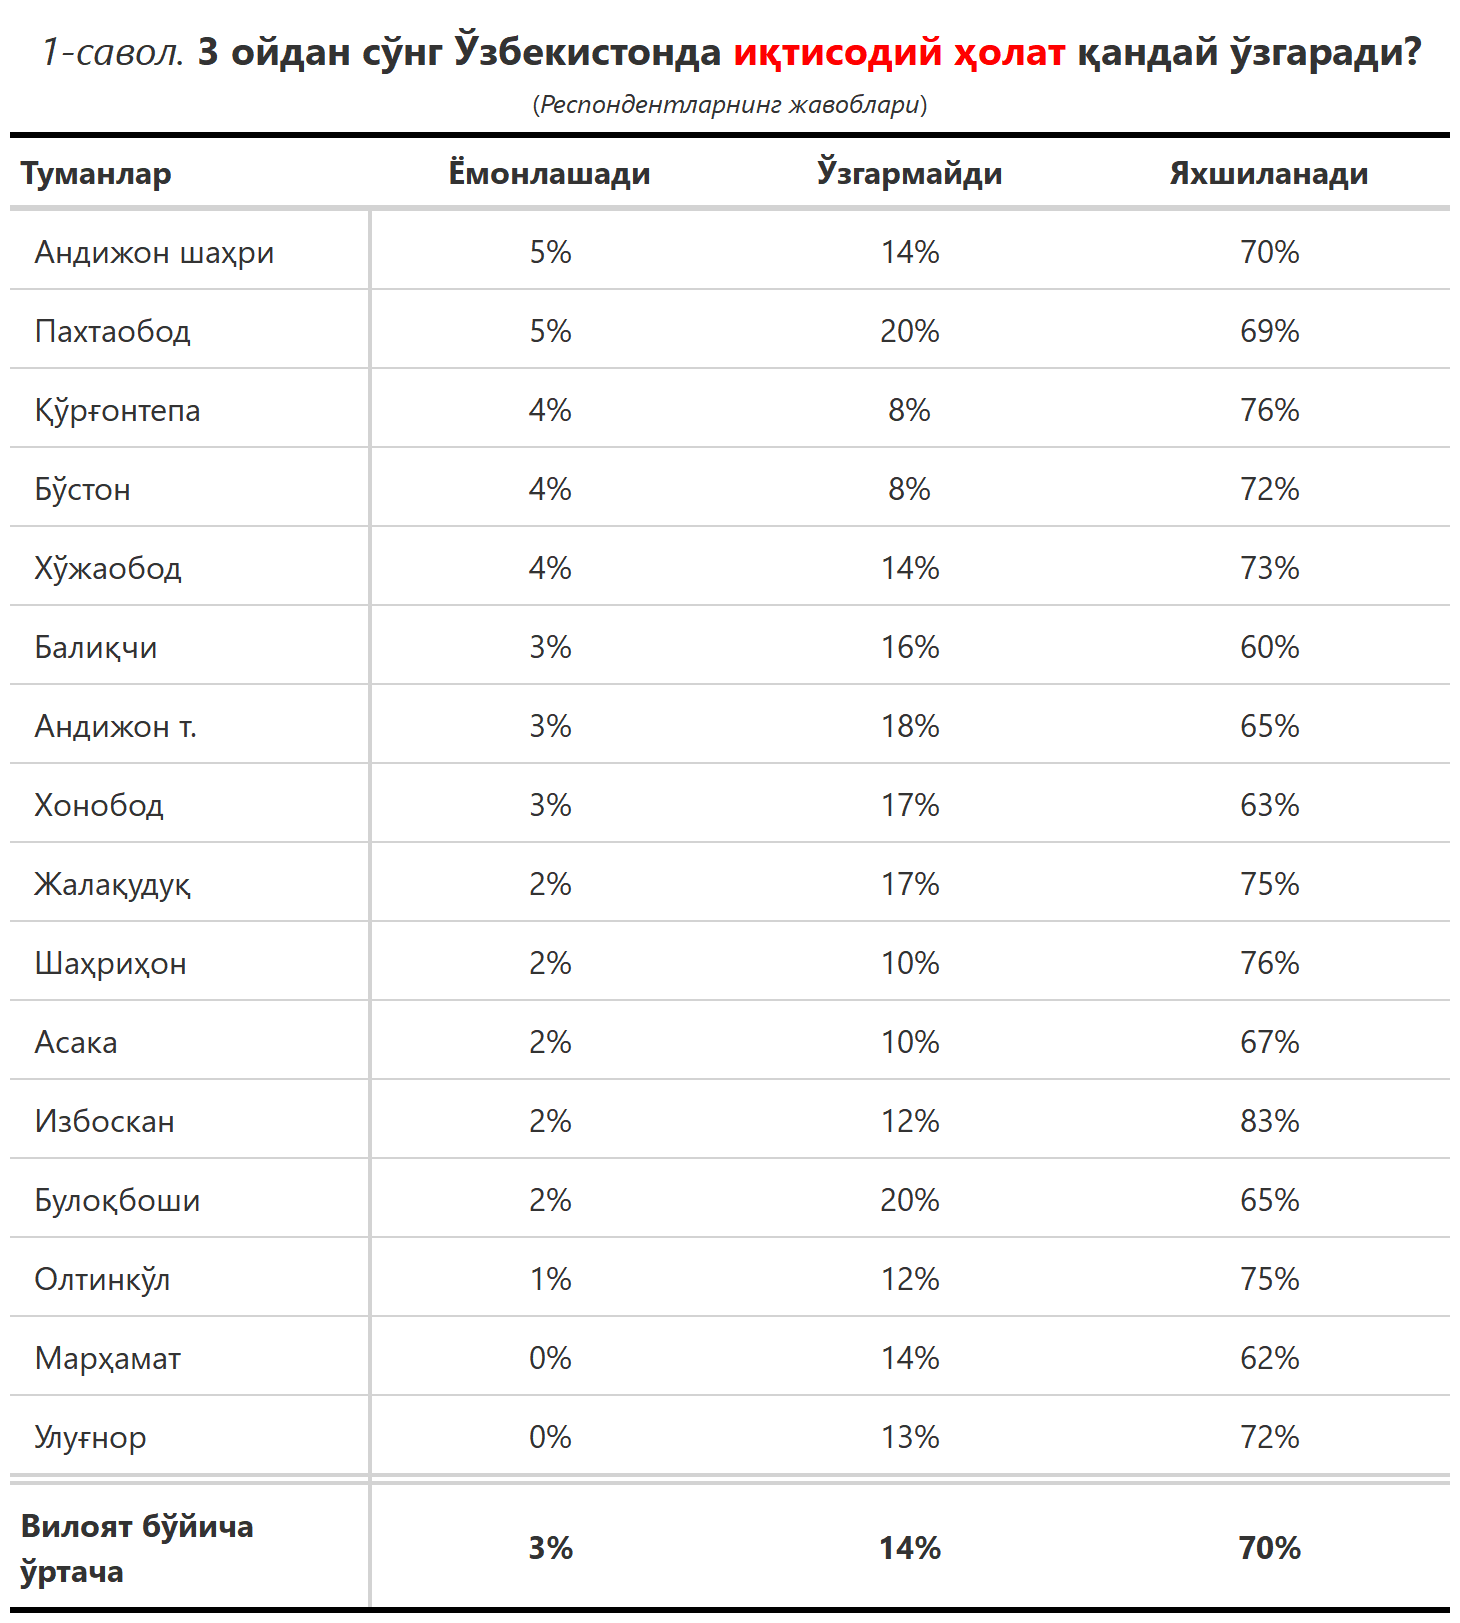 1-савол. 3 ойдан сўнг Ўзбекистонда иқтисодий ҳолат қандай ўзгаради?
(Респондентларнинг жавоблари)
Туманлар Ёмонлашади Ўзгармайди Яхшиланади
Андижон шаҳри 5% 14% 70%
Пахтаобод 5% 20% 69%
Қўрғонтепа 4% 8% 76%
Бўстон 4% 8% 72%
Хўжаобод 4% 14% 73%
Балиқчи 3% 16% 60%
Андижон т. 3% 18% 65%
Хонобод 3% 17% 63%
Жалақудуқ 2% 17% 75%
Шаҳриҳон 2% 10% 76%
Асака 2% 10% 67%
Избоскан 2% 12% 83%
Булоқбоши 2% 20% 65%
Олтинкўл 1% 12% 75%
Марҳамат 0% 14% 62%
Улуғнор 0% 13% 72%
Вилоят бўйича
ўртача 3% 14% 70%